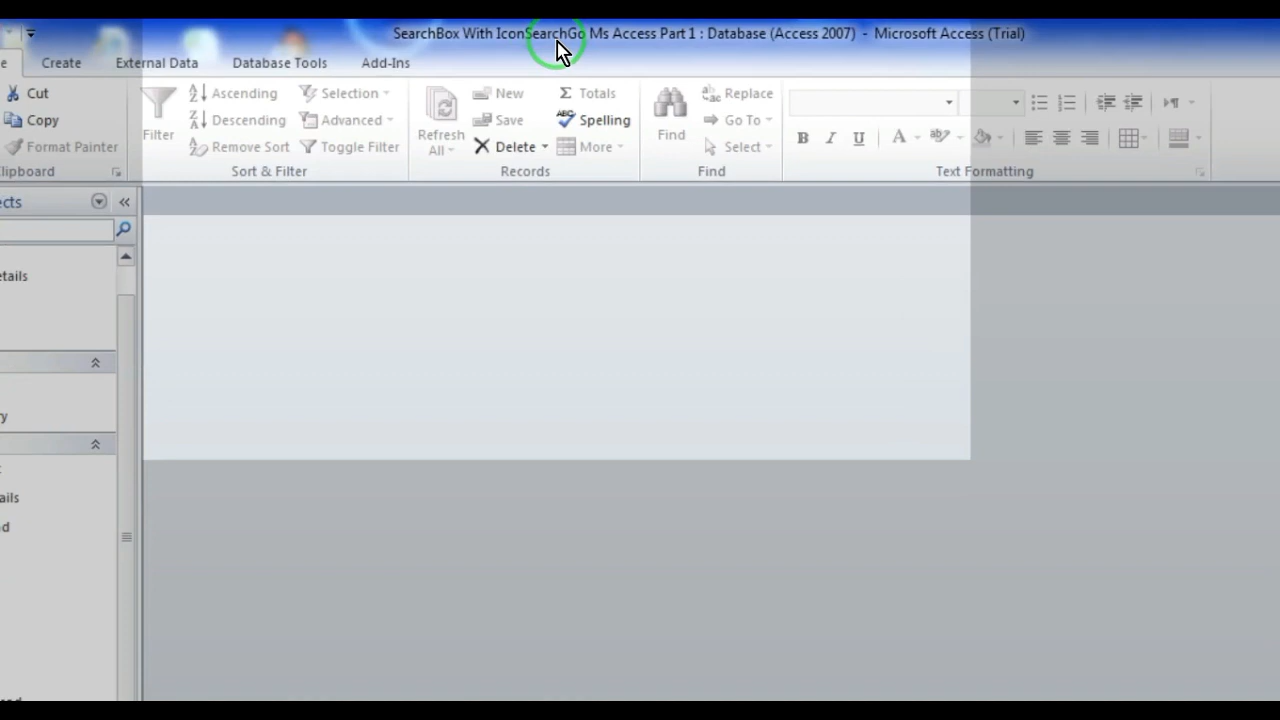 SearchBox With IconSearchGo Ms Access Part 1 : Database (Access 2007) - Microsoft Access (Trial)
e Create External Data Database Tools Add-Ins
Cut
Copy
Format Painter
lipboard
Filter
Ascending
Descending
Remove Sort
Selection
Advanced
Toggle Filter
Sort & Filter
Refresh
All
New
Save
Delete
Σ Totals
Spelling
More
Records
Find
Replace
Go To
Select
Find
B I U A
Text Formatting
ects
etails
ry
t
ails
nd